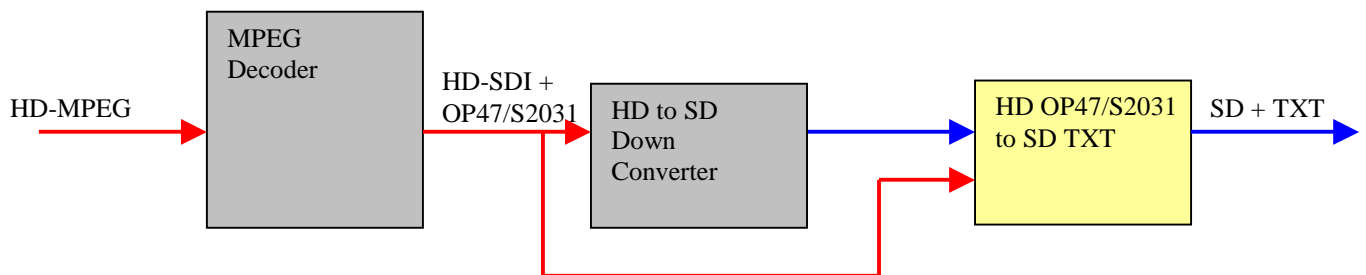 HD-MPEG
MPEG
Decoder
HD-SDI +
OP47/S2031
HD to SD
Down
Converter
HD OP47/S2031
to SD TXT
SD + TXT